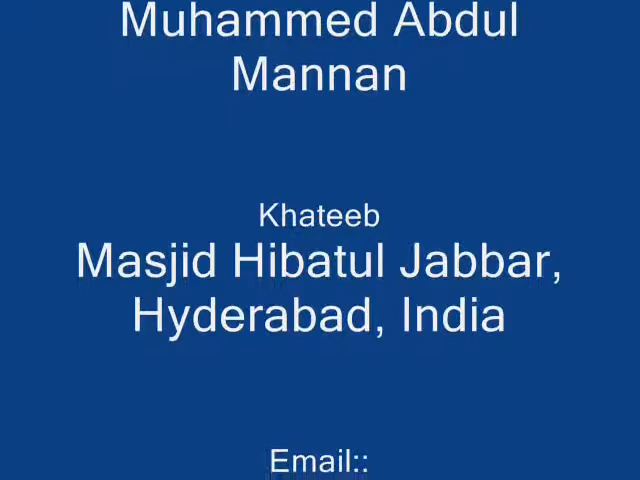 Muhammed Abdul
Mannan
Khateeb
Masjid Hibatul Jabbar,
Hyderabad, India
Email::